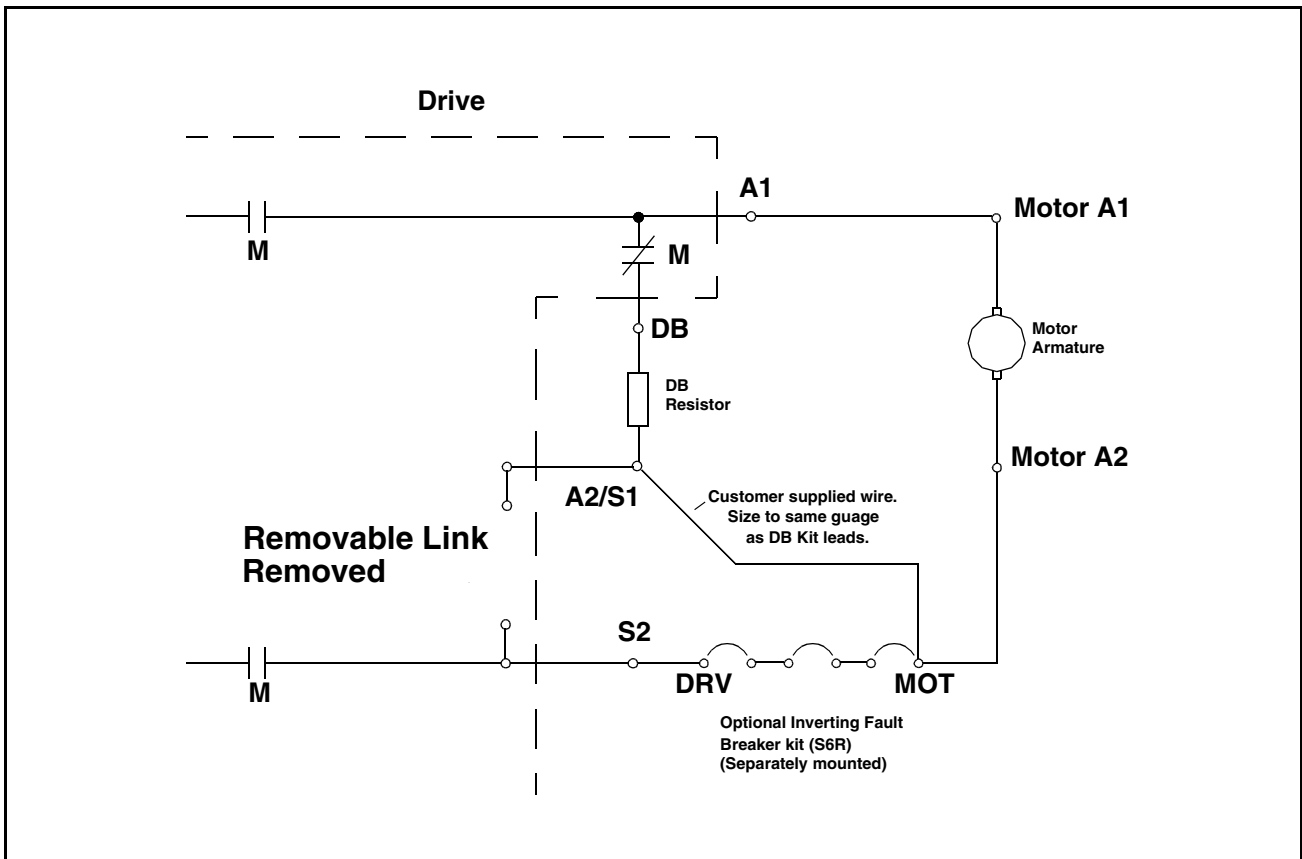 Drive
A1
Motor A1
M
M
DB
Motor
Armature
DB
Resistor
Motor A2
A2/S1
Customer supplied wire.
Size to same guage
as DB Kit leads.
Removable Link
Removed
S2
DRV
MOT
M
Optional Inverting Fault
Breaker kit (S6R)
(Separately mounted)